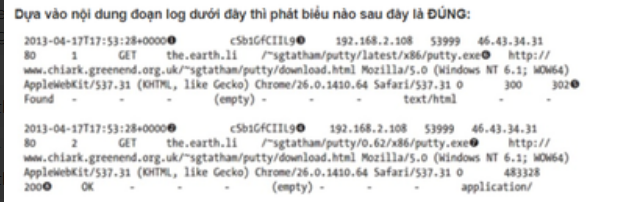 Dựa vào nội dung đoạn log dưới đây thì phát biểu nào sau đây là ĐÚNG:
2013-04-17T17:53:28+0000❶ cSb1GfCIIL9❹ 192.168.2.108 53999 46.43.34.31
80 1 GET the.earth.li /~sgtatham/putty/latest/x86/putty.exe❻ http://
www.chiark.greenend.org.uk/~sgtatham/putty/download.html Mozilla/5.0 (Windows NT 6.1; WOW64)
AppleWebKit/537.31 (KHTML, like Gecko) Chrome/26.0.1410.64 Safari/537.31 0 300 302❺
Found - - - (empty) - - - text/html - -
2013-04-17T17:53:28+0000❷ cSb1GfCIIL9❹ 192.168.2.108 53999 46.43.34.31
80 2 GET the.earth.li /~sgtatham/putty/0.62/x86/putty.exe❼ http://
www.chiark.greenend.org.uk/~sgtatham/putty/download.html Mozilla/5.0 (Windows NT 6.1; WOW64)
AppleWebKit/537.31 (KHTML, like Gecko) Chrome/26.0.1410.64 Safari/537.31 0 483328
200 OK - - - (empty) - - - application/